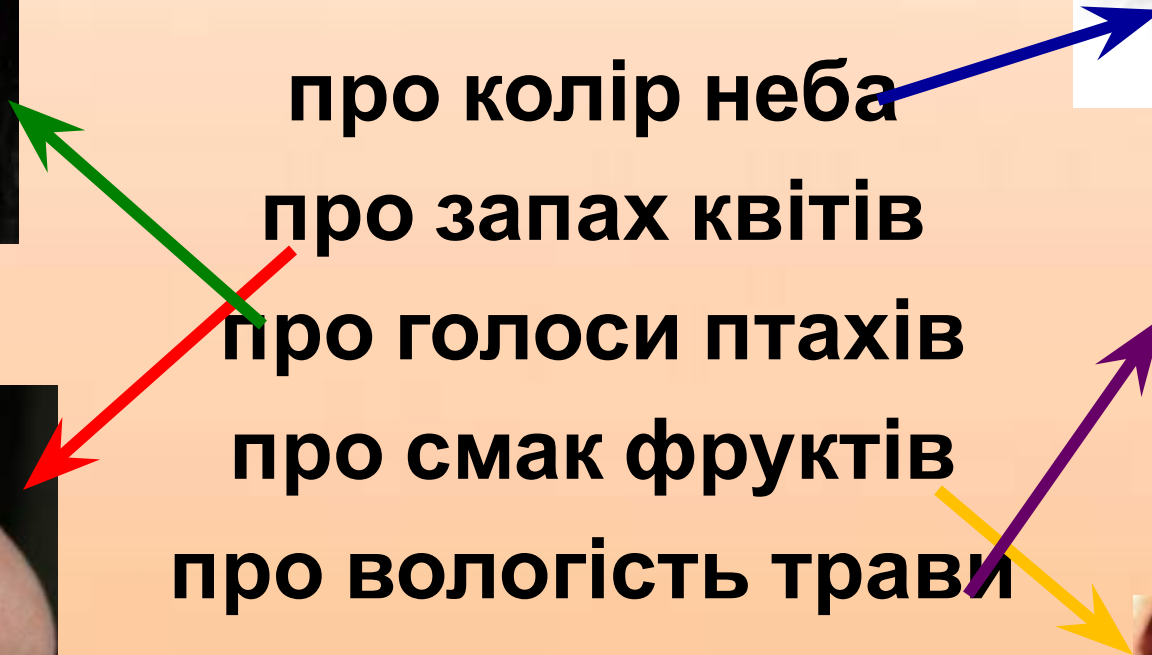 про колір неба
про запах квітів
про голоси птахів
про смак фруктів
про вологість трави